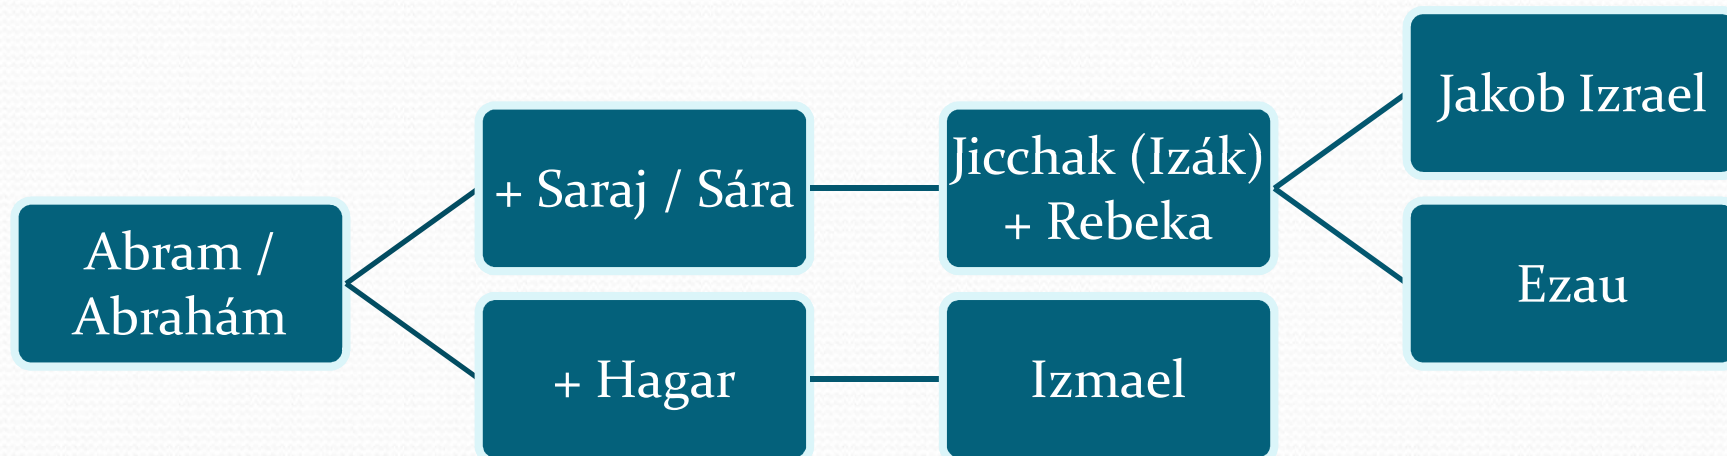 Abram /
Abrahám
+ Saraj / Sára
+ Hagar
Jicchak (Izák)
+ Rebeka
Izmael
Jakob Izrael
Ezau